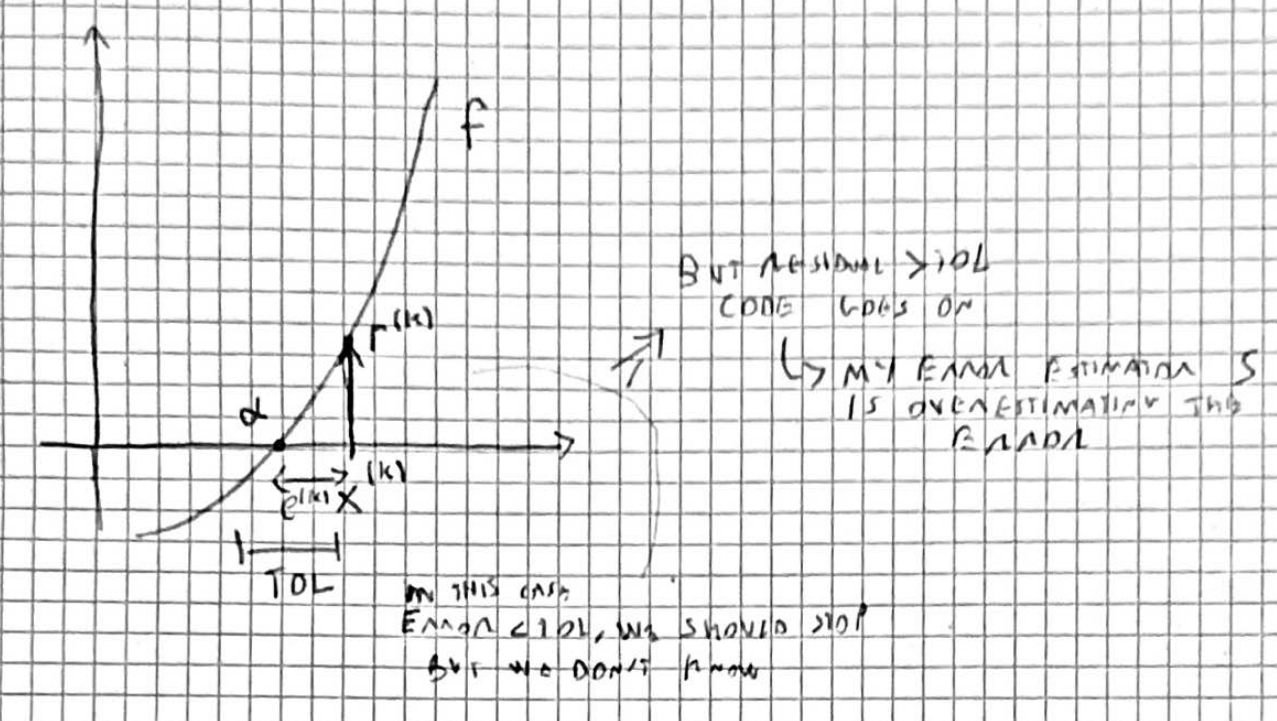 f
BUT RESIDUAL > TOL
CODE GOES ON
r^(k)
↳ MY ERROR ESTIMATOR IS
IS OVERESTIMATING THE
ERROR
α
e^(k) x^(k)
TOL
IN THIS CASE
ERROR < TOL, WE SHOULD STOP
BUT WE DON'T KNOW